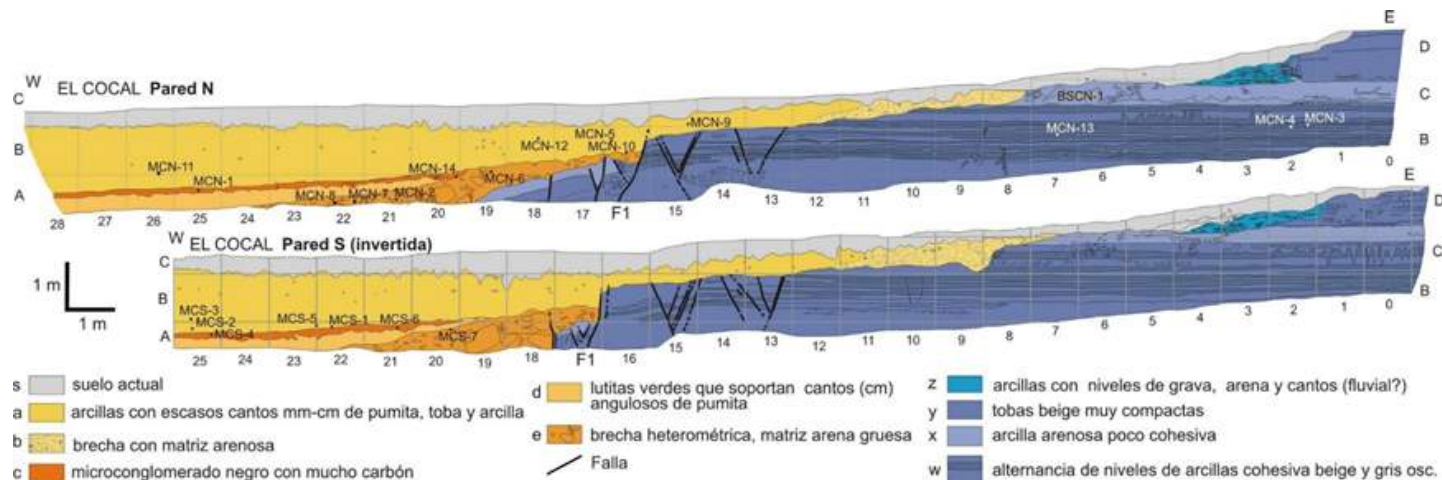 W EL COCAL Pared N
E
D
C
B
0
C
B
A
MCN-11
MCN-1
MCN-8
MCN-7
MCN-2
MCN-14
MCN-12
MCN-5
MCN-10
MCN-6
MCN-9
BSCN-1
MCN-13
MCN-4
MCN-3
28 27 26 25 24 23 22 21 20 19 18 17 F1 15 14 13 12 11 10 9 8 7 6 5 4 3 2 1
W EL COCAL Pared S (invertida)
E
D
C
B
C
B
A
MCS-3
MCS-2
MCS-4
MCS-5
MCS-1
MCS-6
MCS-7
25 24 23 22 21 20 19 18 F1 16 15 14 13 12 11 10 9 8 7 6 5 4 3 2 1 0
1 m
1 m
s suelo actual
a arcillas con escasos cantos mm-cm de pumita, toba y arcilla
b brecha con matriz arenosa
c microconglomerado negro con mucho carbón
d lutitas verdes que soportan cantos (cm)
angulosos de pumita
e brecha heterométrica, matriz arena gruesa
Falla
z arcillas con niveles de grava, arena y cantos (fluvial?)
y tobas beige muy compactas
x arcilla arenosa poco cohesiva
w alternancia de niveles de arcillas cohesiva beige y gris osc.